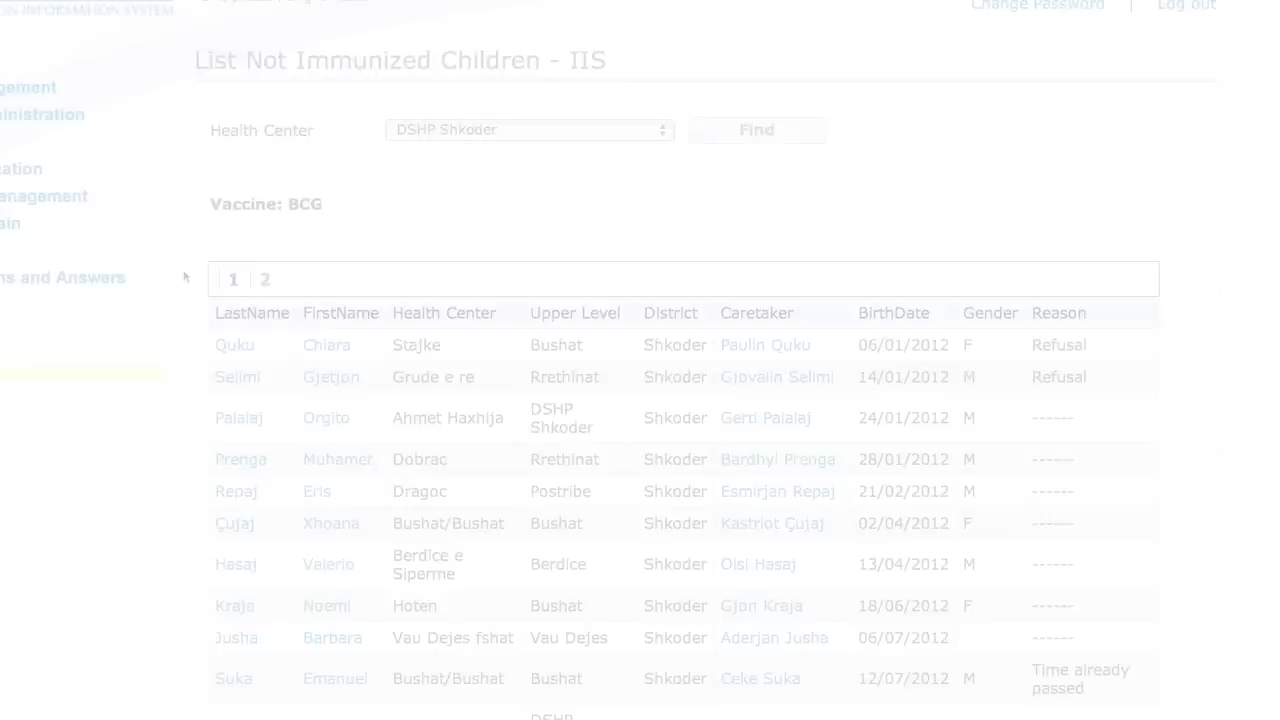 ON INFORMATION SYSTEM
Change Password | Log out
List Not Immunized Children - IIS
gement
inistration
Health Center DSHP Shkoder Find
ation
anagement
Vaccine: BCG
ain
ns and Answers
1 2
LastName FirstName Health Center Upper Level District Caretaker BirthDate Gender Reason
Quku Chiara Stajke Bushat Shkoder Paulin Quku 06/01/2012 F Refusal
Selimi Gjetjon Grude e re Rrethinat Shkoder Gjovalin Selimi 14/01/2012 M Refusal
Palalaj Orgito Ahmet Haxhija DSHP Shkoder Shkoder Gerti Palalaj 24/01/2012 M ------
Prenga Muhamet Dobrac Rrethinat Shkoder Bardhyl Prenga 28/01/2012 M ------
Repaj Eris Dragoc Postribe Shkoder Esmirjan Repaj 21/02/2012 M ------
Çujaj Xhoana Bushat/Bushat Bushat Shkoder Kastriot Çujaj 02/04/2012 F ------
Hasaj Valerio Berdice e Siperme Berdice Shkoder Olsi Hasaj 13/04/2012 M ------
Kraja Noemi Hoten Bushat Shkoder Gjon Kraja 18/06/2012 F ------
Jusha Barbara Vau Dejes fshat Vau Dejes Shkoder Aderjan Jusha 06/07/2012 ------
Suka Emanuel Bushat/Bushat Bushat Shkoder Ceke Suka 12/07/2012 M Time already passed
DSHP